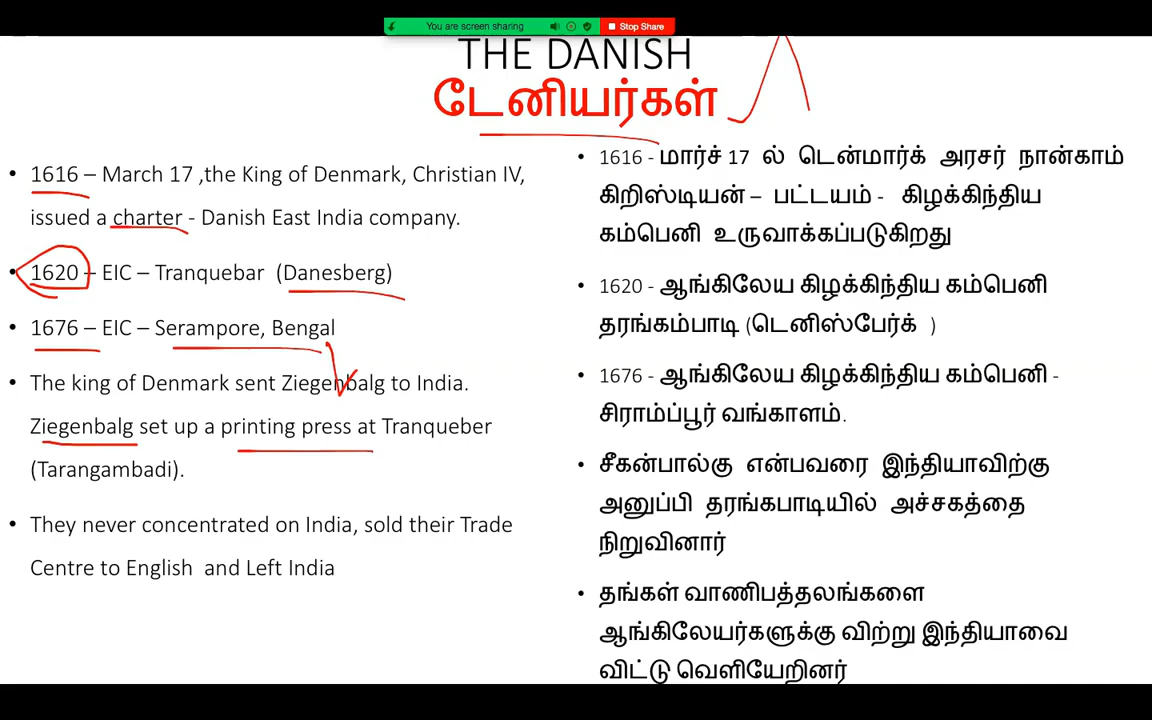 You are screen sharing
Stop Share
THE DANISH
டேனியர்கள்
• 1616 – March 17 ,the King of Denmark, Christian IV,
issued a charter - Danish East India company.
• 1620 – EIC – Tranquebar (Danesberg)
• 1676 – EIC – Serampore, Bengal
• The king of Denmark sent Ziegenbalg to India.
Ziegenbalg set up a printing press at Tranqueber
(Tarangambadi).
• They never concentrated on India, sold their Trade
Centre to English and Left India
• 1616 - மார்ச் 17 ல் டென்மார்க் அரசர் நான்காம்
கிறிஸ்டியன் – பட்டயம் - கிழக்கிந்திய
கம்பெனி உருவாக்கப்படுகிறது
• 1620 - ஆங்கிலேய கிழக்கிந்திய கம்பெனி
தரங்கம்பாடி (டெனிஸ்பேர்க் )
• 1676 - ஆங்கிலேய கிழக்கிந்திய கம்பெனி -
சிராம்ப்பூர் வங்காளம்.
• சீகன்பால்கு என்பவரை இந்தியாவிற்கு
அனுப்பி தரங்கபாடியில் அச்சகத்தை
நிறுவினார்
• தங்கள் வாணிபத்தலங்களை
ஆங்கிலேயர்களுக்கு விற்று இந்தியாவை
விட்டு வெளியேறினர்